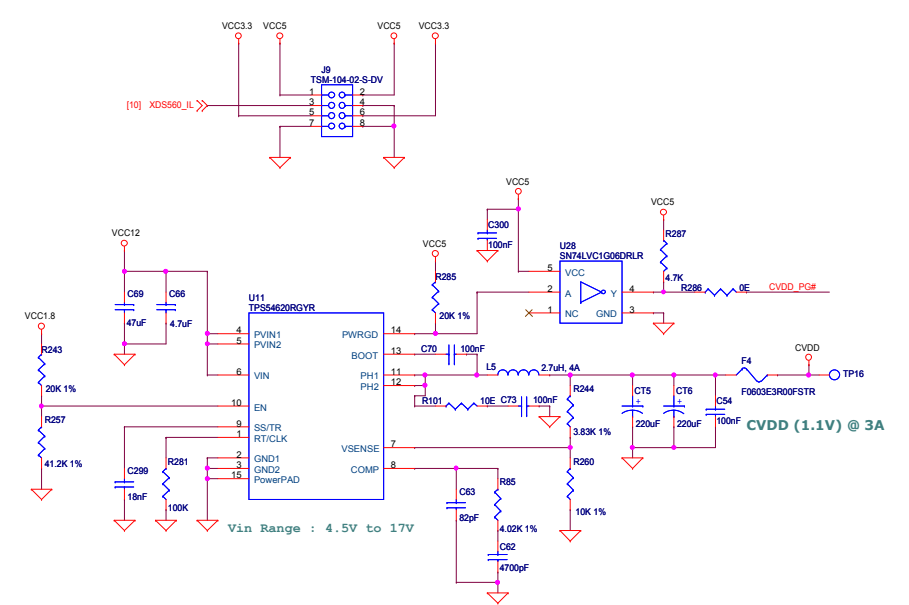 VCC3.3 VCC5 VCC5 VCC3.3
J9
TSM-104-02-S-DV
1 2
[10] XDS560_IL 3 4
5 6
7 8
VCC5
VCC5
C300
100nF
U28
SN74LVC1G06DRLR
5 VCC
2 A Y 4
1 NC GND 3
R287
4.7K
R286 0E CVDD_PG#
VCC12
C69
47uF
C66
4.7uF
VCC5
R285
20K 1%
U11
TPS54620RGYR
4 PVIN1
5 PVIN2
6 VIN
10 EN
9 SS/TR
1 RT/CLK
2 GND1
3 GND2
15 PowerPAD
PWRGD 14
BOOT 13
PH1 11
PH2 12
VSENSE 7
COMP 8
VCC1.8
R243
20K 1%
R257
41.2K 1%
C299
18nF
R281
100K
C70 100nF
L5 2.7uH, 4A
R101 10E C73 100nF
R244
3.83K 1%
R260
10K 1%
CT5
+
220uF
CT6
+
220uF
C54
100nF
F4
F0603E3R00FSTR
CVDD
TP16
CVDD (1.1V) @ 3A
C63
82pF
R85
4.02K 1%
C62
4700pF
Vin Range : 4.5V to 17V